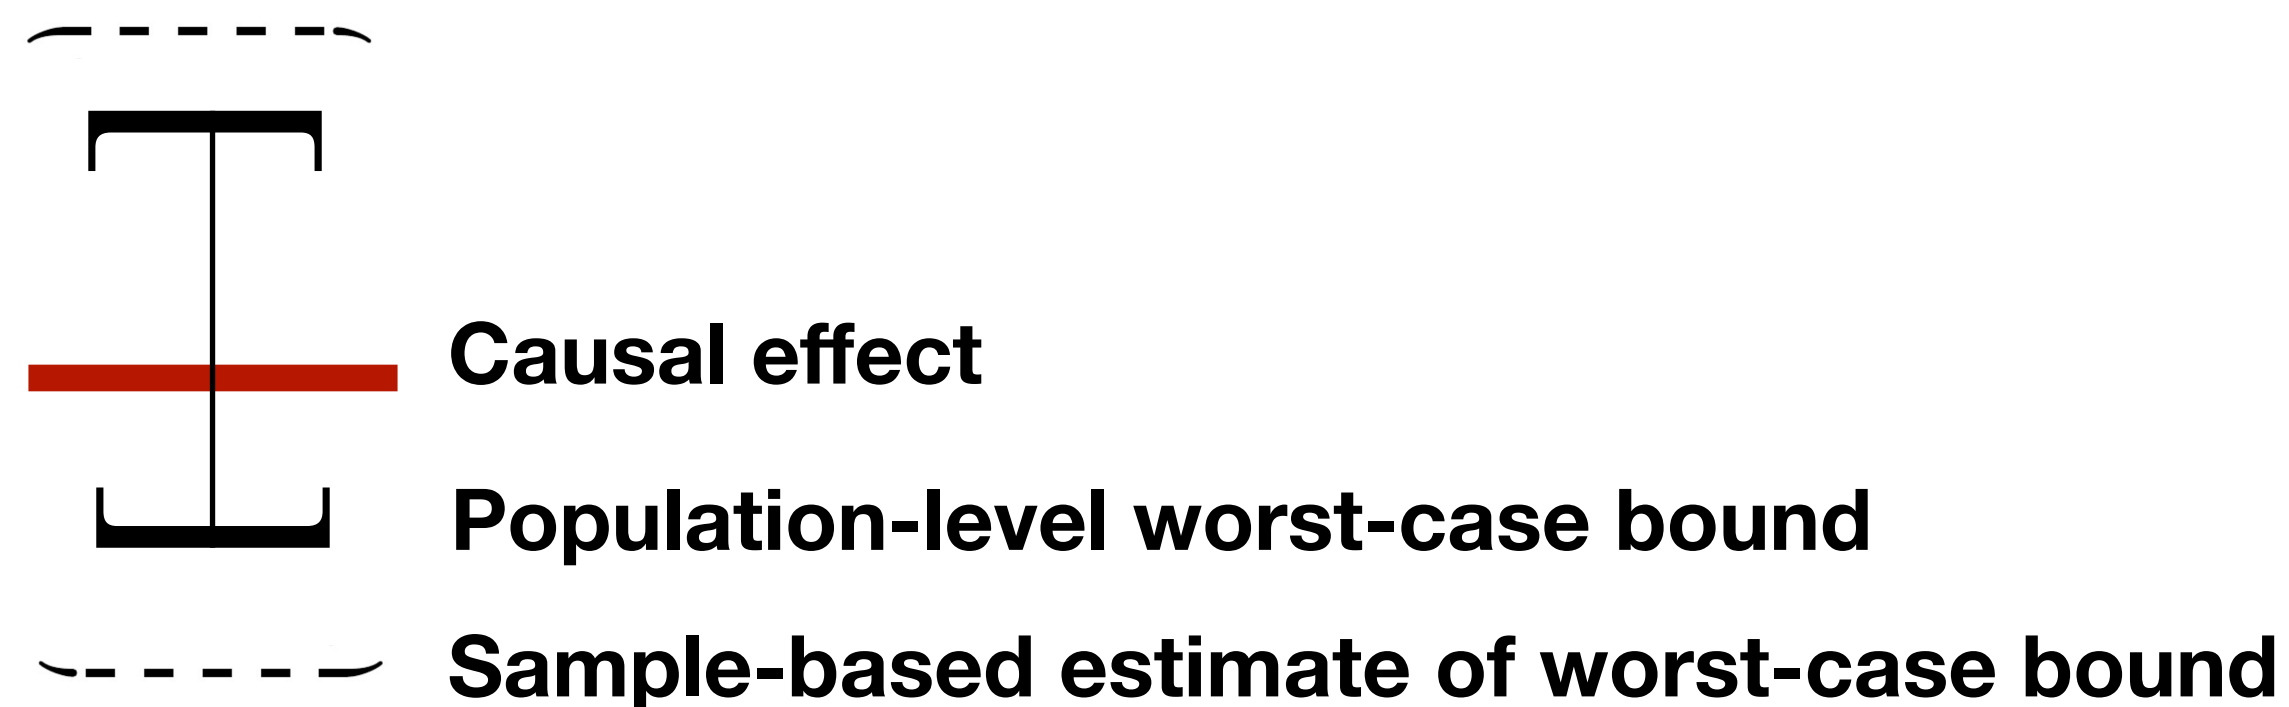 Causal effect
Population-level worst-case bound
Sample-based estimate of worst-case bound